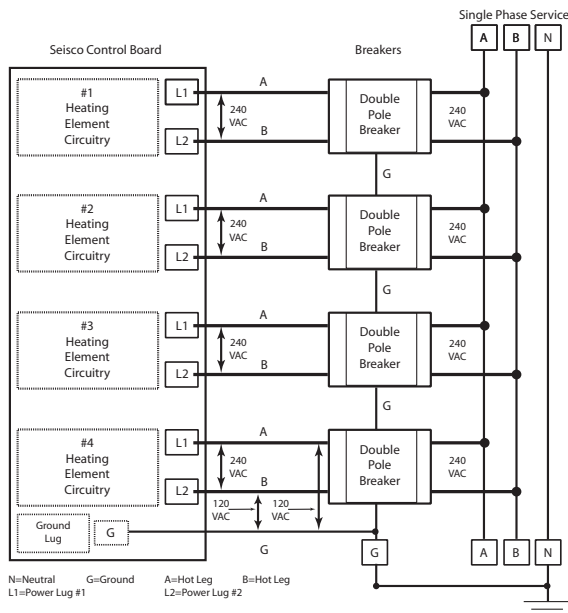 Single Phase Service
Seisco Control Board
Breakers
A B N
#1
Heating
Element
Circuitry
L1
L2
A
240
VAC
B
Double
Pole
Breaker
240
VAC
G
#2
Heating
Element
Circuitry
L1
L2
A
240
VAC
B
Double
Pole
Breaker
240
VAC
G
#3
Heating
Element
Circuitry
L1
L2
A
240
VAC
B
Double
Pole
Breaker
240
VAC
G
#4
Heating
Element
Circuitry
L1
L2
A
240
VAC
B
120
VAC
120
VAC
Double
Pole
Breaker
240
VAC
Ground
Lug
G
G
G
A B N
N=Neutral G=Ground A=Hot Leg B=Hot Leg
L1=Power Lug #1 L2=Power Lug #2